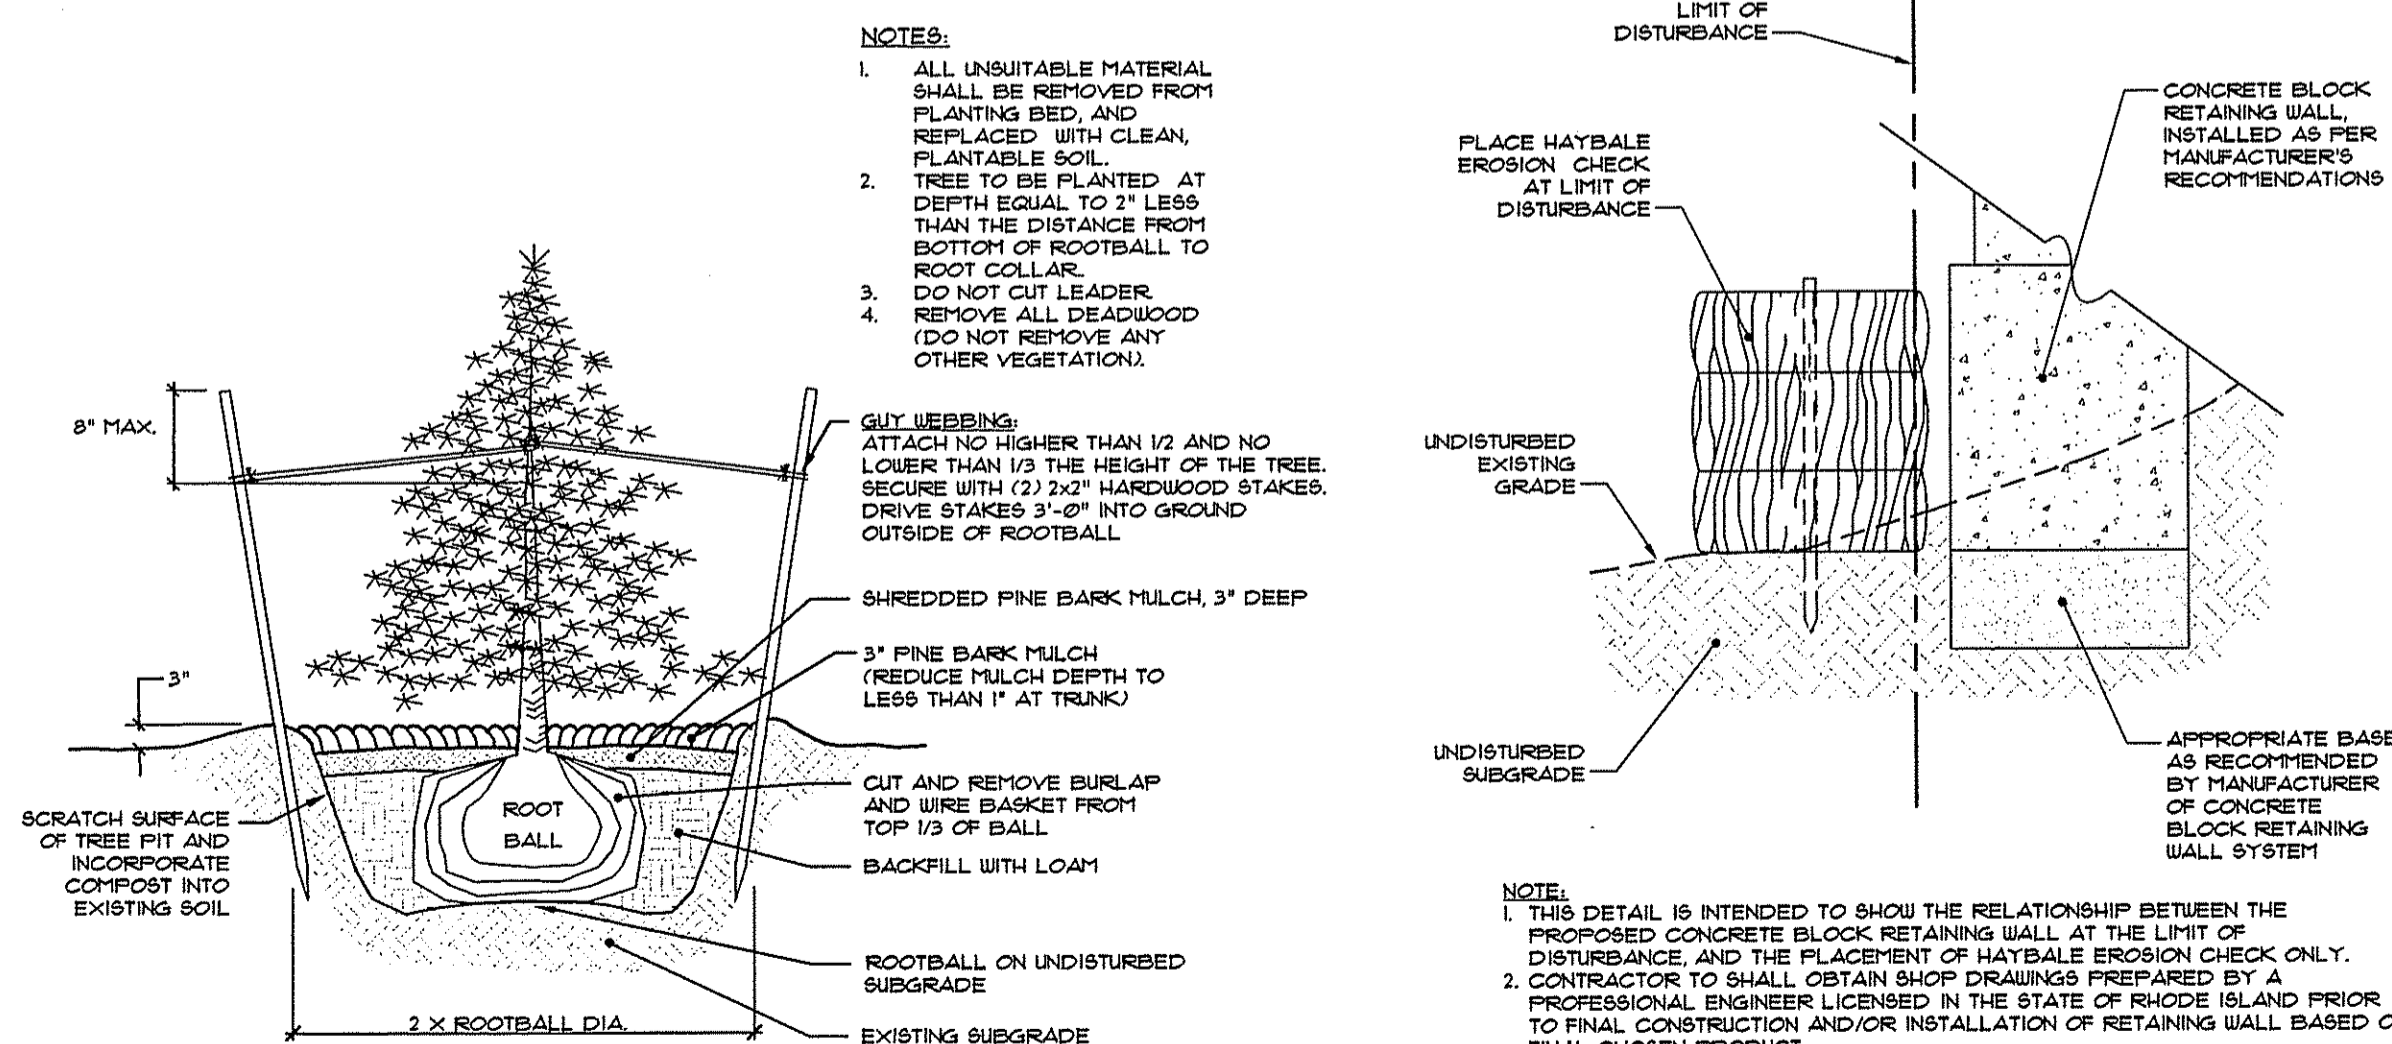 NOTES:
1. ALL UNSUITABLE MATERIAL
SHALL BE REMOVED FROM
PLANTING BED, AND
REPLACED WITH CLEAN,
PLANTABLE SOIL.
2. TREE TO BE PLANTED AT
DEPTH EQUAL TO 2" LESS
THAN THE DISTANCE FROM
BOTTOM OF ROOTBALL TO
ROOT COLLAR.
3. DO NOT CUT LEADER
4. REMOVE ALL DEADWOOD
(DO NOT REMOVE ANY
OTHER VEGETATION).
8" MAX.
GUY WEBBING:
ATTACH NO HIGHER THAN 1/2 AND NO
LOWER THAN 1/3 THE HEIGHT OF THE TREE.
SECURE WITH (2) 2x2" HARDWOOD STAKES.
DRIVE STAKES 3'-0" INTO GROUND
OUTSIDE OF ROOTBALL
SHREDDED PINE BARK MULCH, 3" DEEP
3" PINE BARK MULCH
(REDUCE MULCH DEPTH TO
LESS THAN 1" AT TRUNK)
3"
CUT AND REMOVE BURLAP
AND WIRE BASKET FROM
TOP 1/3 OF BALL
ROOT
BALL
SCRATCH SURFACE
OF TREE PIT AND
INCORPORATE
COMPOST INTO
EXISTING SOIL
BACKFILL WITH LOAM
ROOTBALL ON UNDISTURBED
SUBGRADE
2 X ROOTBALL DIA.
EXISTING SUBGRADE
LIMIT OF
DISTURBANCE
CONCRETE BLOCK
RETAINING WALL,
INSTALLED AS PER
MANUFACTURER'S
RECOMMENDATIONS
PLACE HAYBALE
EROSION CHECK
AT LIMIT OF
DISTURBANCE
UNDISTURBED
EXISTING
GRADE
UNDISTURBED
SUBGRADE
APPROPRIATE BASE
AS RECOMMENDED
BY MANUFACTURER
OF CONCRETE
BLOCK RETAINING
WALL SYSTEM
NOTE:
1. THIS DETAIL IS INTENDED TO SHOW THE RELATIONSHIP BETWEEN THE
PROPOSED CONCRETE BLOCK RETAINING WALL AT THE LIMIT OF
DISTURBANCE, AND THE PLACEMENT OF HAYBALE EROSION CHECK ONLY.
2. CONTRACTOR TO SHALL OBTAIN SHOP DRAWINGS PREPARED BY A
PROFESSIONAL ENGINEER LICENSED IN THE STATE OF RHODE ISLAND PRIOR
TO FINAL CONSTRUCTION AND/OR INSTALLATION OF RETAINING WALL BASED